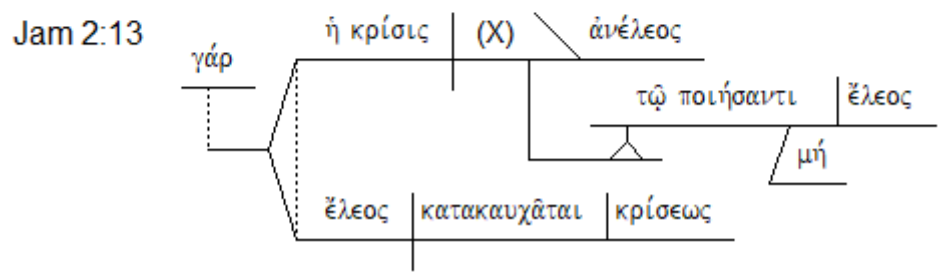 Jam 2:13
γάρ
ἡ κρίσις (X) ἀνέλεος
τῷ ποιήσαντι ἔλεος
μή
ἔλεος κατακαυχᾶται κρίσεως